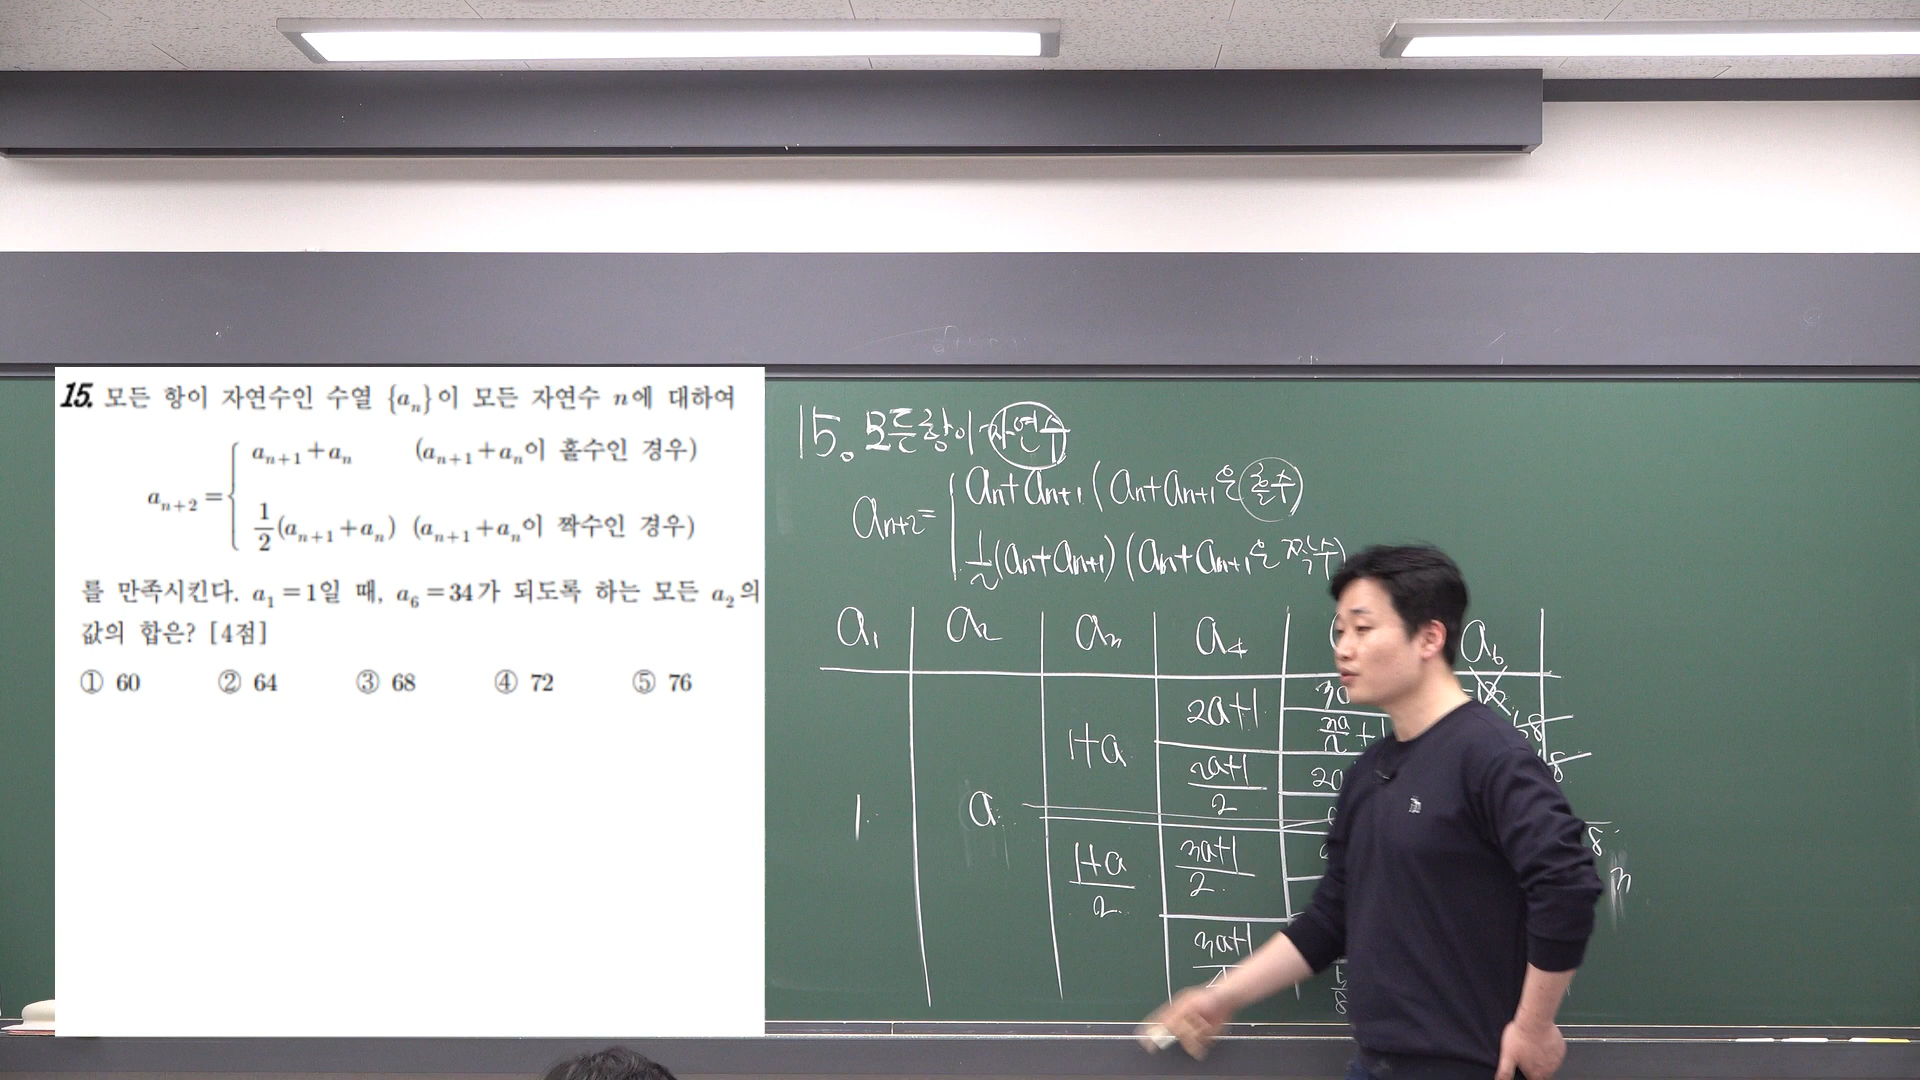 15. 모든 항이 자연수인 수열 {aₙ}이 모든 자연수 n에 대하여
aₙ₊₂ = { aₙ₊₁+aₙ (aₙ₊₁+aₙ이 홀수인 경우)
1/2(aₙ₊₁+aₙ) (aₙ₊₁+aₙ이 짝수인 경우)
를 만족시킨다. a₁=1일 때, a₆=34가 되도록 하는 모든 a₂의
값의 합은? [4점]
① 60 ② 64 ③ 68 ④ 72 ⑤ 76
15. 모든 항이 자연수
aₙ₊₂= { aₙ+aₙ₊₁ (aₙ+aₙ₊₁은 홀수)
1/2(aₙ+aₙ₊₁) (aₙ+aₙ₊₁은 짝수)
a₁ a₂ a₃ a₄ a₆
1+a 2a+1
1 a
1+a/2 3a+1/2